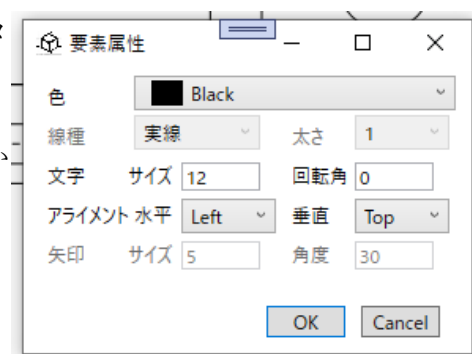 要素属性
色 Black
線種 実線 太さ 1
文字 サイズ 12 回転角 0
アライメント 水平 Left 垂直 Top
矢印 サイズ 5 角度 30
OK Cancel